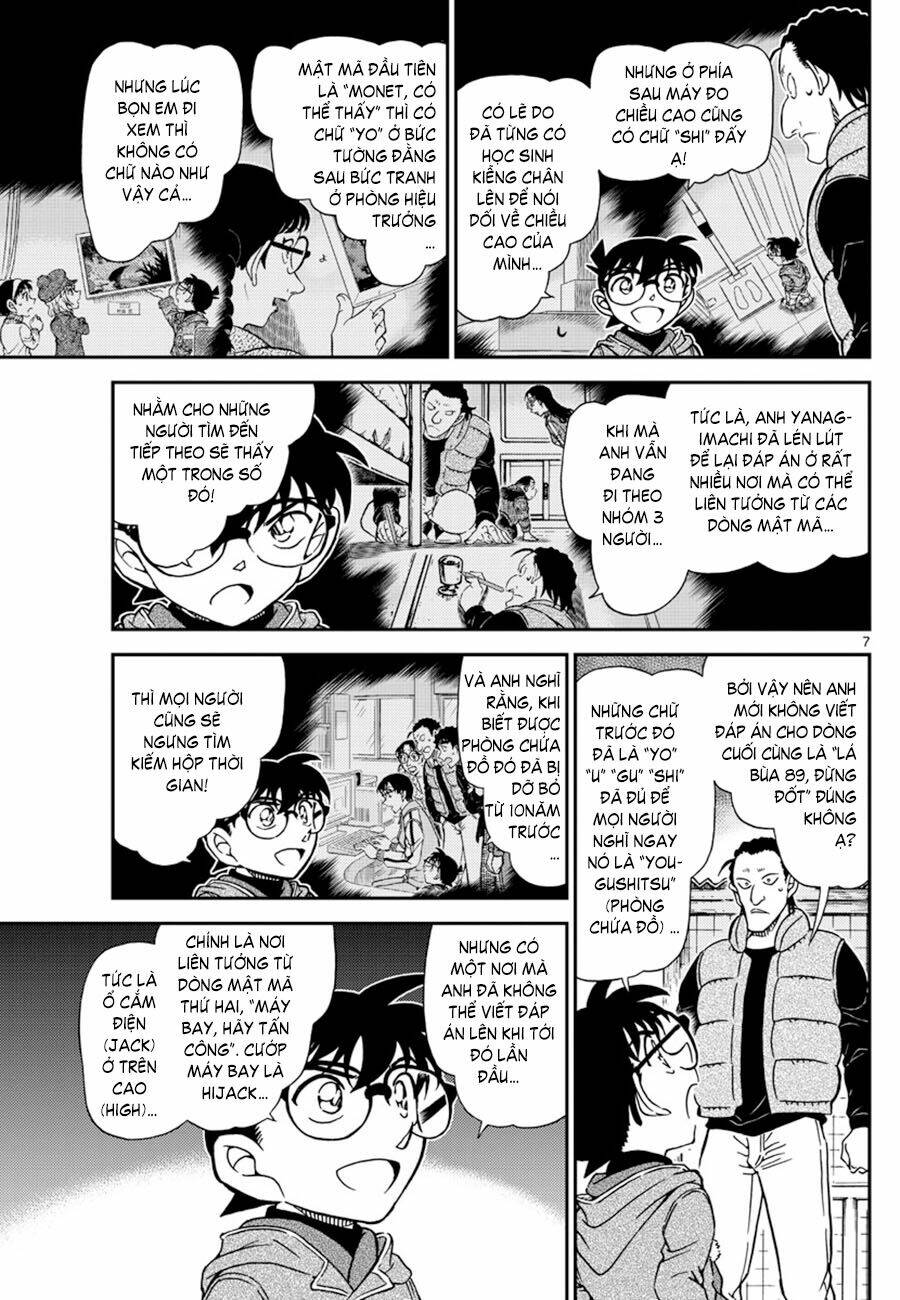 NHƯNG Ở PHÍA
SAU MÁY ĐO
CHIỀU CAO CŨNG
CÓ CHỮ "SHI" ĐẤY
Ạ!
CÓ LẼ DO
ĐÃ TỪNG CÓ
HỌC SINH
KIỄNG CHÂN
LÊN ĐỂ NÓI
DỐI VỀ CHIỀU
CAO CỦA
MÌNH...
MẬT MÃ ĐẦU TIÊN
LÀ "MONET, CÓ
THỂ THẤY" THÌ CÓ
CHỮ "YO" Ở BỨC
TƯỜNG ĐẰNG
SAU BỨC TRANH
Ở PHÒNG HIỆU
TRƯỞNG
...
NHƯNG LÚC
BỌN EM ĐI
XEM THÌ
KHÔNG CÓ
CHỮ NÀO NHƯ
VẬY CẢ...
TỨC LÀ, ANH YANAG-
IMACHI ĐÃ LÉN LÚT
ĐỂ LẠI ĐÁP ÁN Ở RẤT
NHIỀU NƠI MÀ CÓ THỂ
LIÊN TƯỞNG TỪ CÁC
DÒNG MẬT MÃ...
KHI MÀ
ANH VẪN
ĐANG
ĐI THEO
NHÓM 3
NGƯỜI...
NHẰM CHO NHỮNG
NGƯỜI TÌM ĐẾN
TIẾP THEO SẼ THẤY
MỘT TRONG SỐ
ĐÓ!
7
BỞI VẬY NÊN ANH
MỚI KHÔNG VIẾT
ĐÁP ÁN CHO DÒNG
CUỐI CÙNG LÀ "LÁ
BÙA 89, ĐỪNG
ĐỐT" ĐÚNG
KHÔNG
Ạ?
NHỮNG CHỮ
TRƯỚC ĐÓ
ĐÃ LÀ "YO"
"U" "GU" "SHI"
ĐÃ ĐỦ ĐỂ
MỌI NGƯỜI
NGHĨ NGAY
NÓ LÀ "YOU-
GUSHITSU"
(PHÒNG
CHỨA ĐỒ) ...
VÀ ANH NGHĨ
RẰNG, KHI
BIẾT ĐƯỢC
PHÒNG CHỨA
ĐỒ ĐÓ ĐÃ BỊ
DỠ BỎ
TỪ 10NĂM
TRƯỚC
...
THÌ MỌI NGƯỜI
CŨNG SẼ
NGƯNG TÌM
KIẾM HỘP THỜI
GIAN!
NHƯNG CÓ
MỘT NƠI MÀ
ANH ĐÃ KHÔNG
THỂ VIẾT ĐÁP
ÁN LÊN KHI TỚI
ĐÓ LẦN
ĐẦU...
CHÍNH LÀ NƠI
LIÊN TƯỞNG TỪ
DÒNG MẬT MÃ
THỨ HAI, "MÁY
BAY, HÃY TẤN
CÔNG". CƯỚP
MÁY BAY LÀ
HIJACK...
TỨC LÀ
Ổ CẮM
ĐIỆN
(JACK)
Ở TRÊN
CAO
(HIGH)...